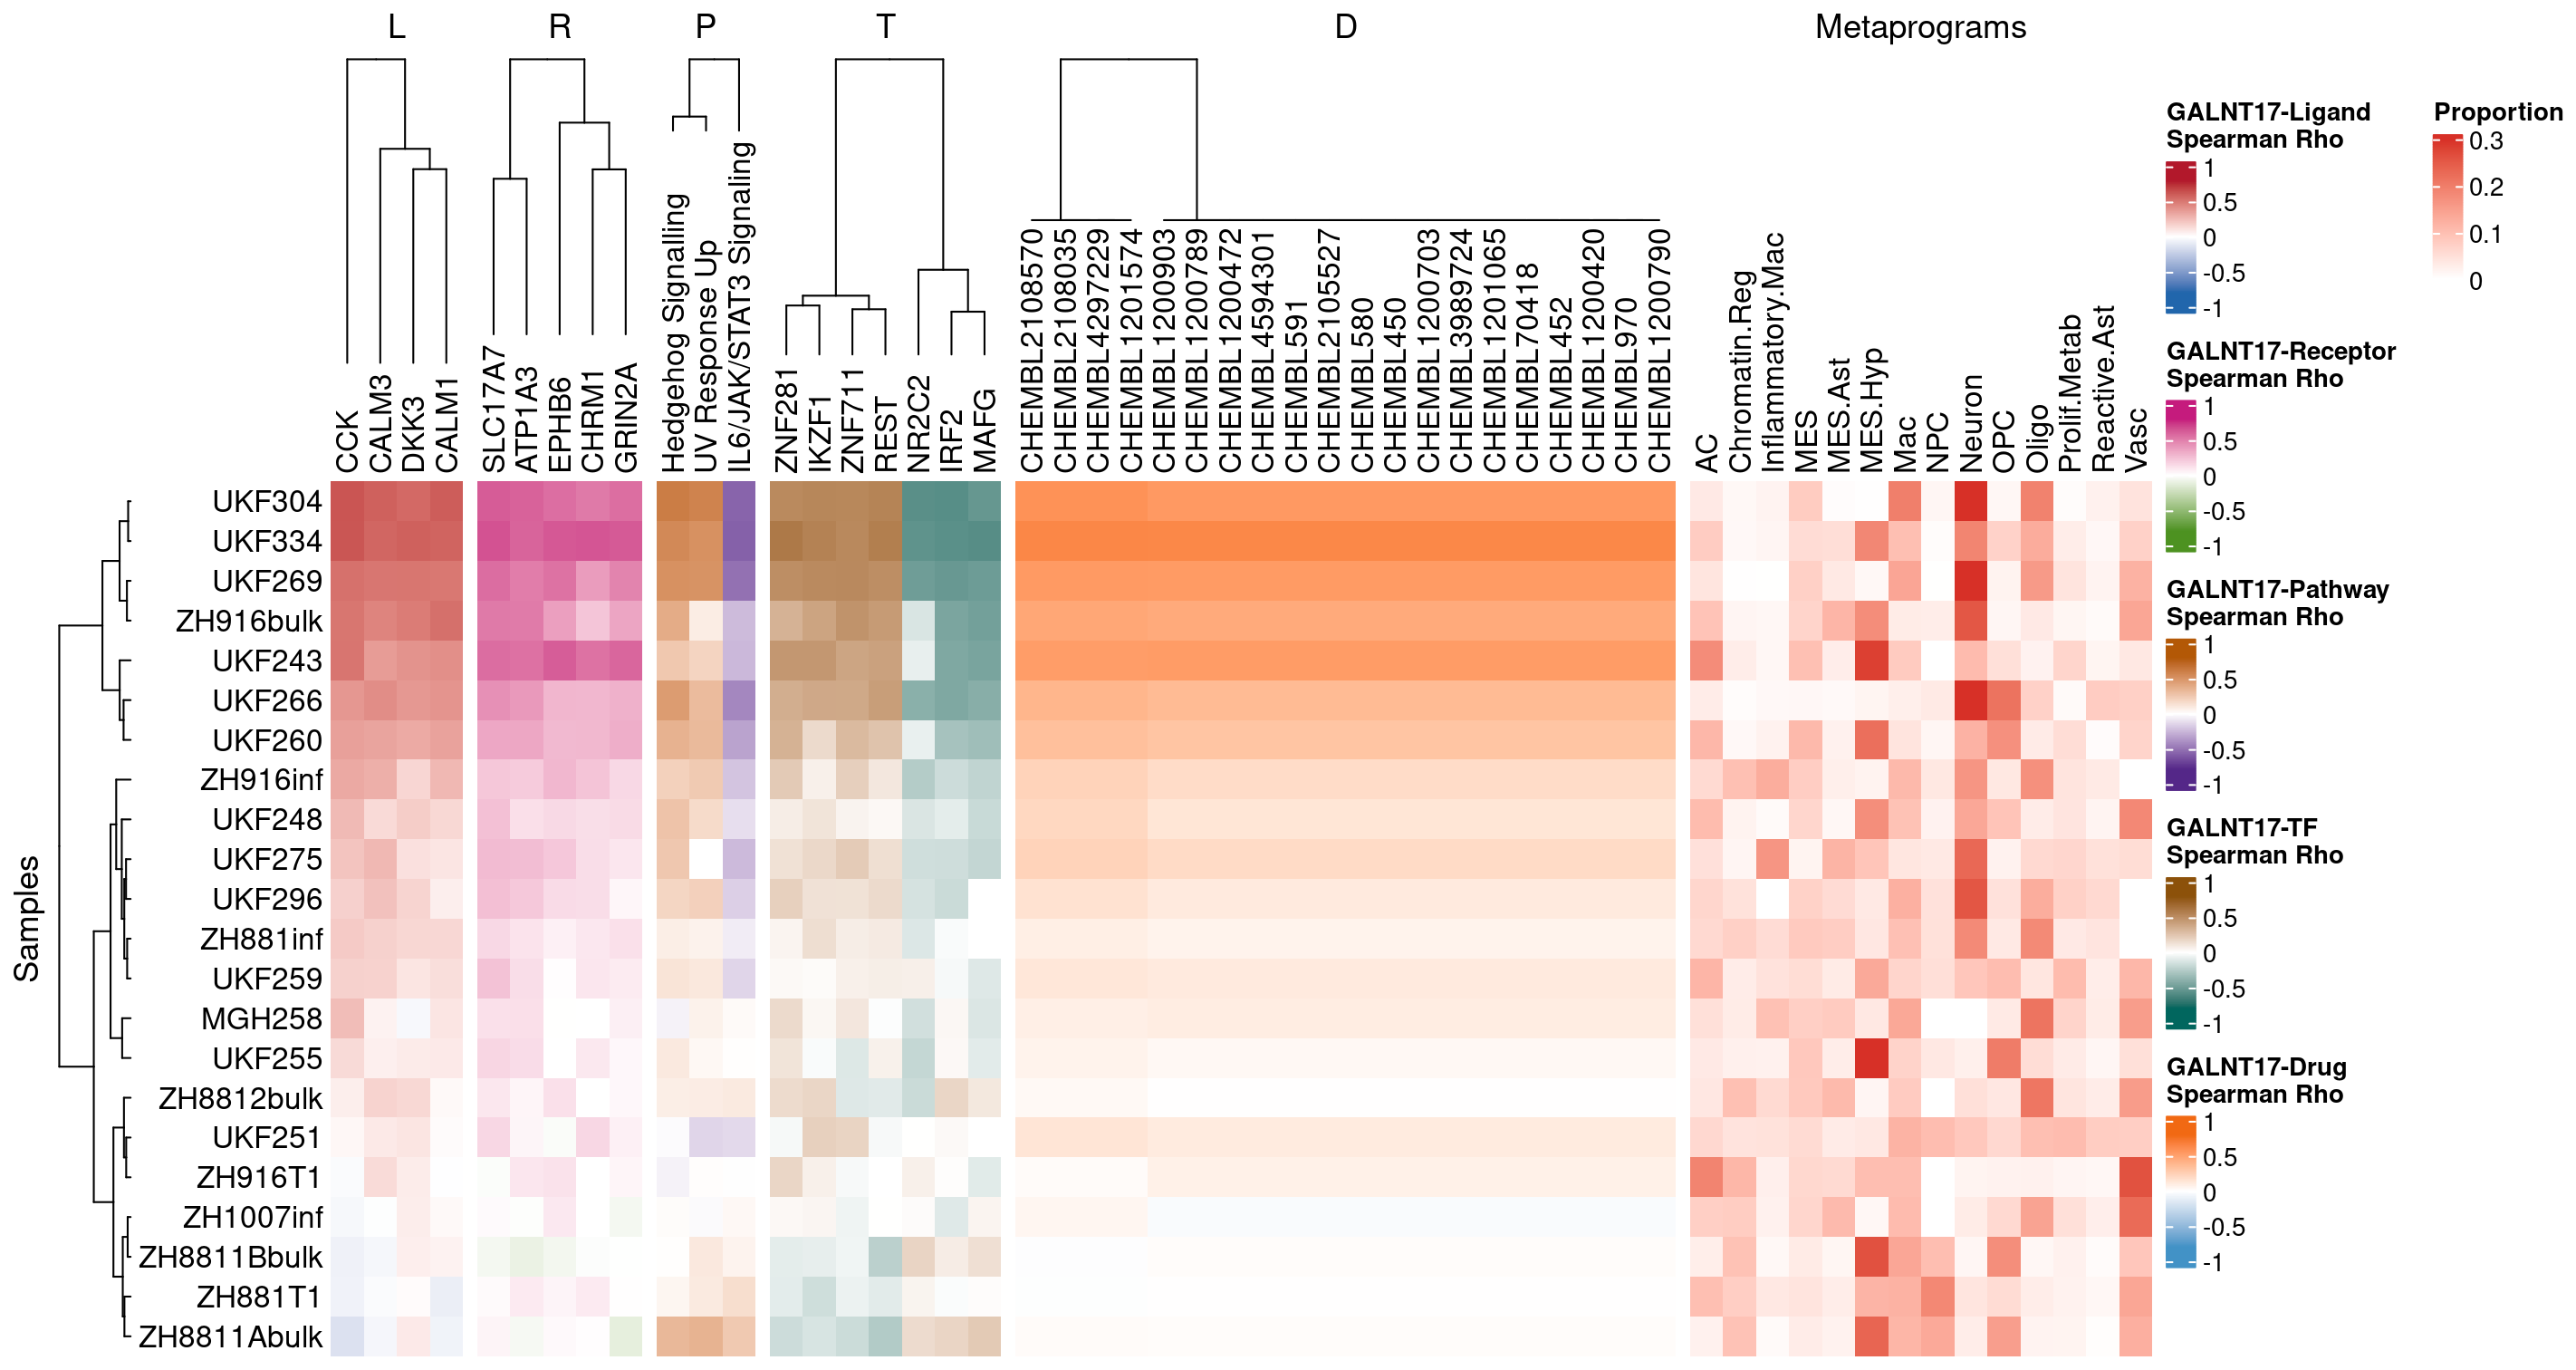 L
R
P
T
D
Metaprograms
CCK
CALM3
DKK3
CALM1
SLC17A7
ATP1A3
EPHB6
CHRM1
GRIN2A
Hedgehog Signalling
UV Response Up
IL6/JAK/STAT3 Signaling
ZNF281
IKZF1
ZNF711
REST
NR2C2
IRF2
MAFG
CHEMBL2108570
CHEMBL2108035
CHEMBL4297229
CHEMBL1201574
CHEMBL1200903
CHEMBL1200789
CHEMBL1200472
CHEMBL4594301
CHEMBL591
CHEMBL2105527
CHEMBL580
CHEMBL450
CHEMBL1200703
CHEMBL3989724
CHEMBL1201065
CHEMBL70418
CHEMBL452
CHEMBL1200420
CHEMBL970
CHEMBL1200790
AC
Chromatin.Reg
Inflammatory.Mac
MES
MES.Ast
MES.Hyp
Mac
NPC
Neuron
OPC
Oligo
Prolif.Metab
Reactive.Ast
Vasc
Samples
UKF304
UKF334
UKF269
ZH916bulk
UKF243
UKF266
UKF260
ZH916inf
UKF248
UKF275
UKF296
ZH881inf
UKF259
MGH258
UKF255
ZH8812bulk
UKF251
ZH916T1
ZH1007inf
ZH8811Bbulk
ZH881T1
ZH8811Abulk
GALNT17-Ligand
Spearman Rho
1
0.5
0
-0.5
-1
GALNT17-Receptor
Spearman Rho
1
0.5
0
-0.5
-1
GALNT17-Pathway
Spearman Rho
1
0.5
0
-0.5
-1
GALNT17-TF
Spearman Rho
1
0.5
0
-0.5
-1
GALNT17-Drug
Spearman Rho
1
0.5
0
-0.5
-1
Proportion
0.3
0.2
0.1
0